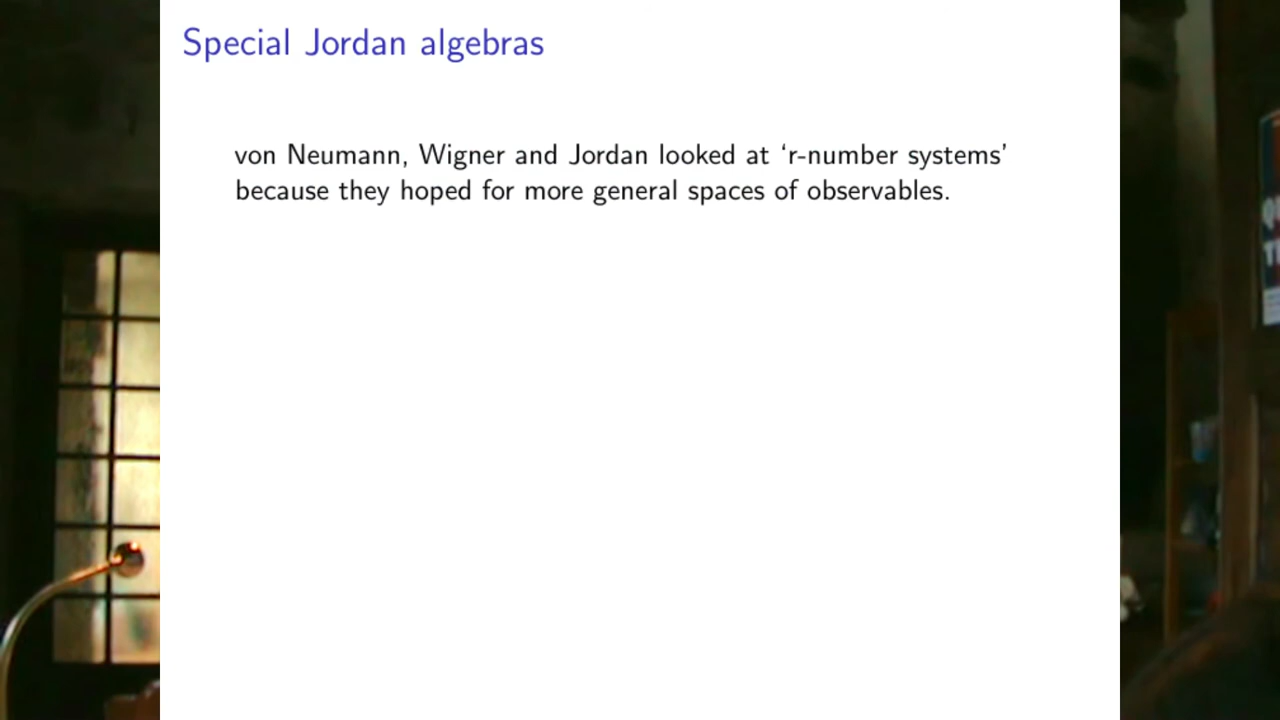 Special Jordan algebras
von Neumann, Wigner and Jordan looked at ‘r-number systems’
because they hoped for more general spaces of observables.